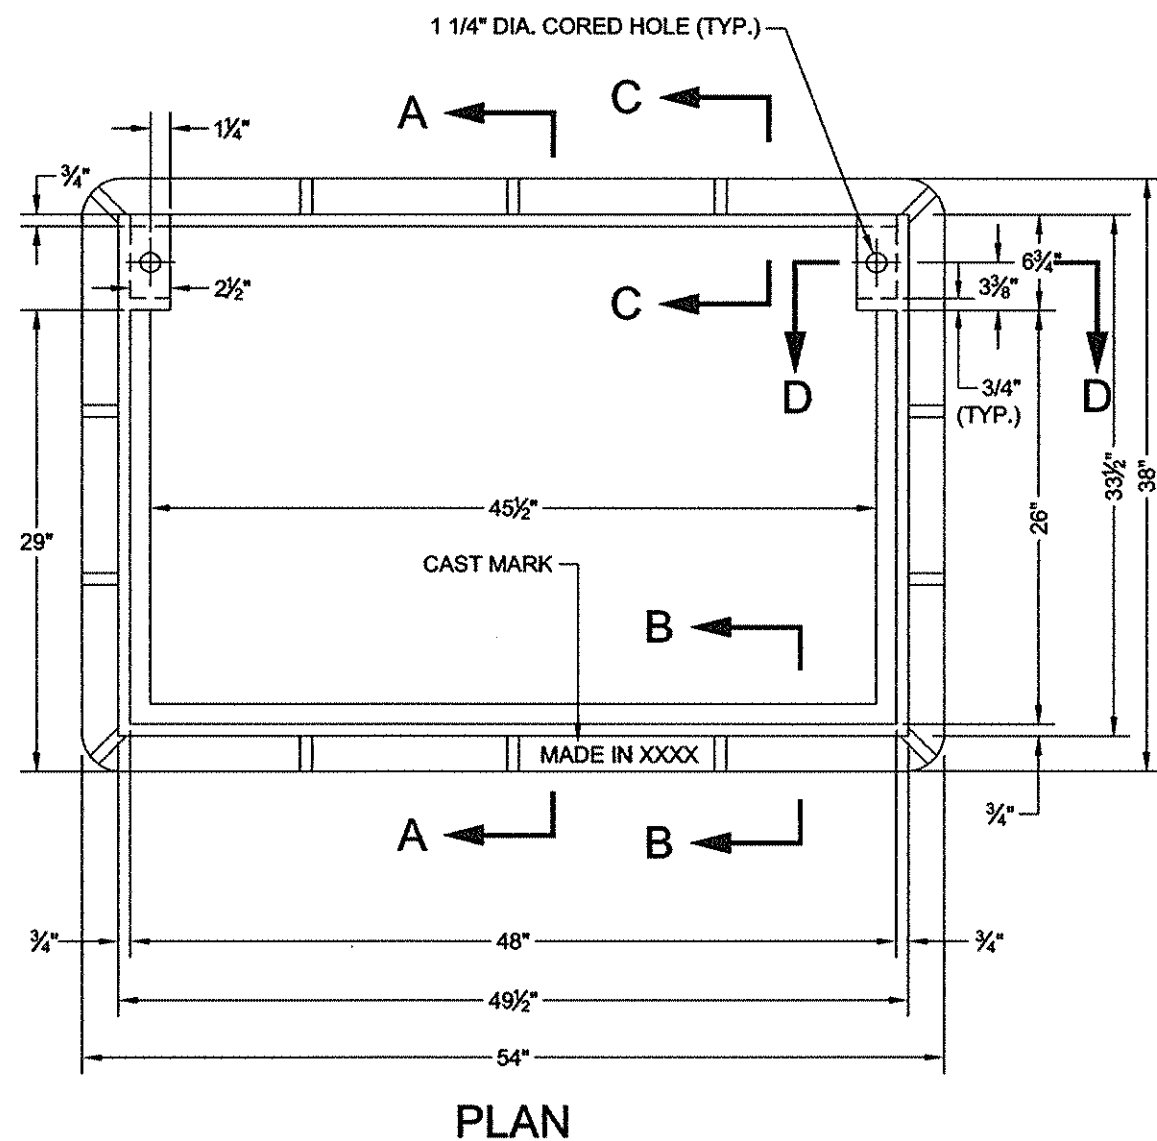 1 1/4" DIA. CORED HOLE (TYP.)
A
C
1¼"
¾"
2½"
C
6¾"
3⅜"
D
D
3/4"
(TYP.)
33½"
38"
45½"
26"
29"
CAST MARK
B
MADE IN XXXX
A
B
¾"
¾"
48"
¾"
49½"
54"
PLAN